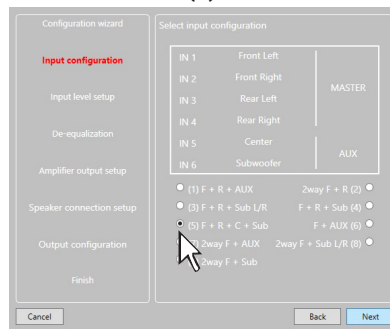 Configuration wizard
Input configuration
Input level setup
De-equalization
Amplifier output setup
Speaker connection setup
Output configuration
Finish
Select input configuration
IN 1 Front Left
IN 2 Front Right
IN 3 Rear Left
IN 4 Rear Right
MASTER
IN 5 Center
IN 6 Subwoofer
AUX
(1) F + R + AUX 2way F + R (2)
(3) F + R + Sub L/R F + R + Sub (4)
(5) F + R + C + Sub F + AUX (6)
2way F + AUX 2way F + Sub L/R (8)
2way F + Sub
Cancel Back Next